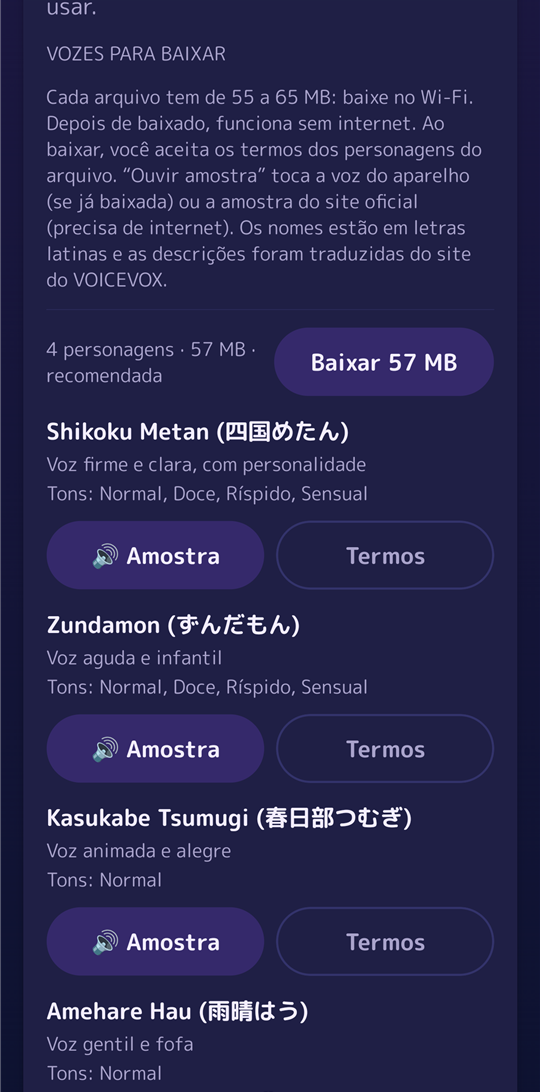 usar.
VOZES PARA BAIXAR
Cada arquivo tem de 55 a 65 MB: baixe no Wi-Fi.
Depois de baixado, funciona sem internet. Ao
baixar, você aceita os termos dos personagens do
arquivo. “Ouvir amostra” toca a voz do aparelho
(se já baixada) ou a amostra do site oficial
(precisa de internet). Os nomes estão em letras
latinas e as descrições foram traduzidas do site
do VOICEVOX.
4 personagens · 57 MB ·
recomendada
Baixar 57 MB
Shikoku Metan (四国めたん)
Voz firme e clara, com personalidade
Tons: Normal, Doce, Ríspido, Sensual
🔊 Amostra
Termos
Zundamon (ずんだもん)
Voz aguda e infantil
Tons: Normal, Doce, Ríspido, Sensual
🔊 Amostra
Termos
Kasukabe Tsumugi (春日部つむぎ)
Voz animada e alegre
Tons: Normal
🔊 Amostra
Termos
Amehare Hau (雨晴はう)
Voz gentil e fofa
Tons: Normal